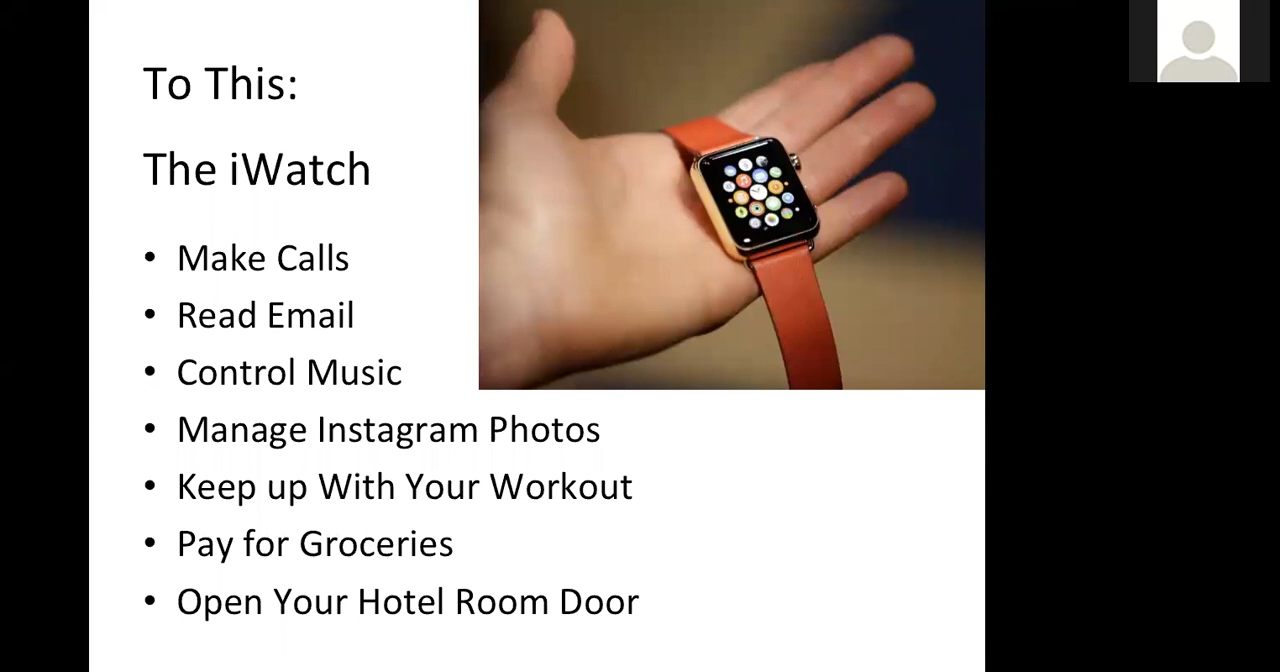 To This:
The iWatch
• Make Calls
• Read Email
• Control Music
• Manage Instagram Photos
• Keep up With Your Workout
• Pay for Groceries
• Open Your Hotel Room Door